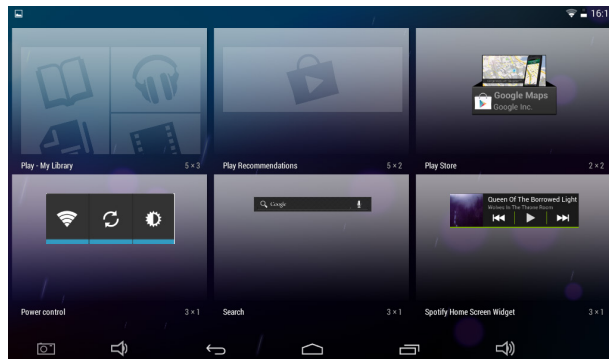 16:1
Google Maps
Google Inc.
Play - My Library
5 × 3
Play Recommendations
5 × 2
Play Store
2 × 2
Google
Queen Of The Borrowed Light
Wolves In The Throne Room
Power control
3 × 1
Search
3 × 1
Spotify Home Screen Widget
3 × 1